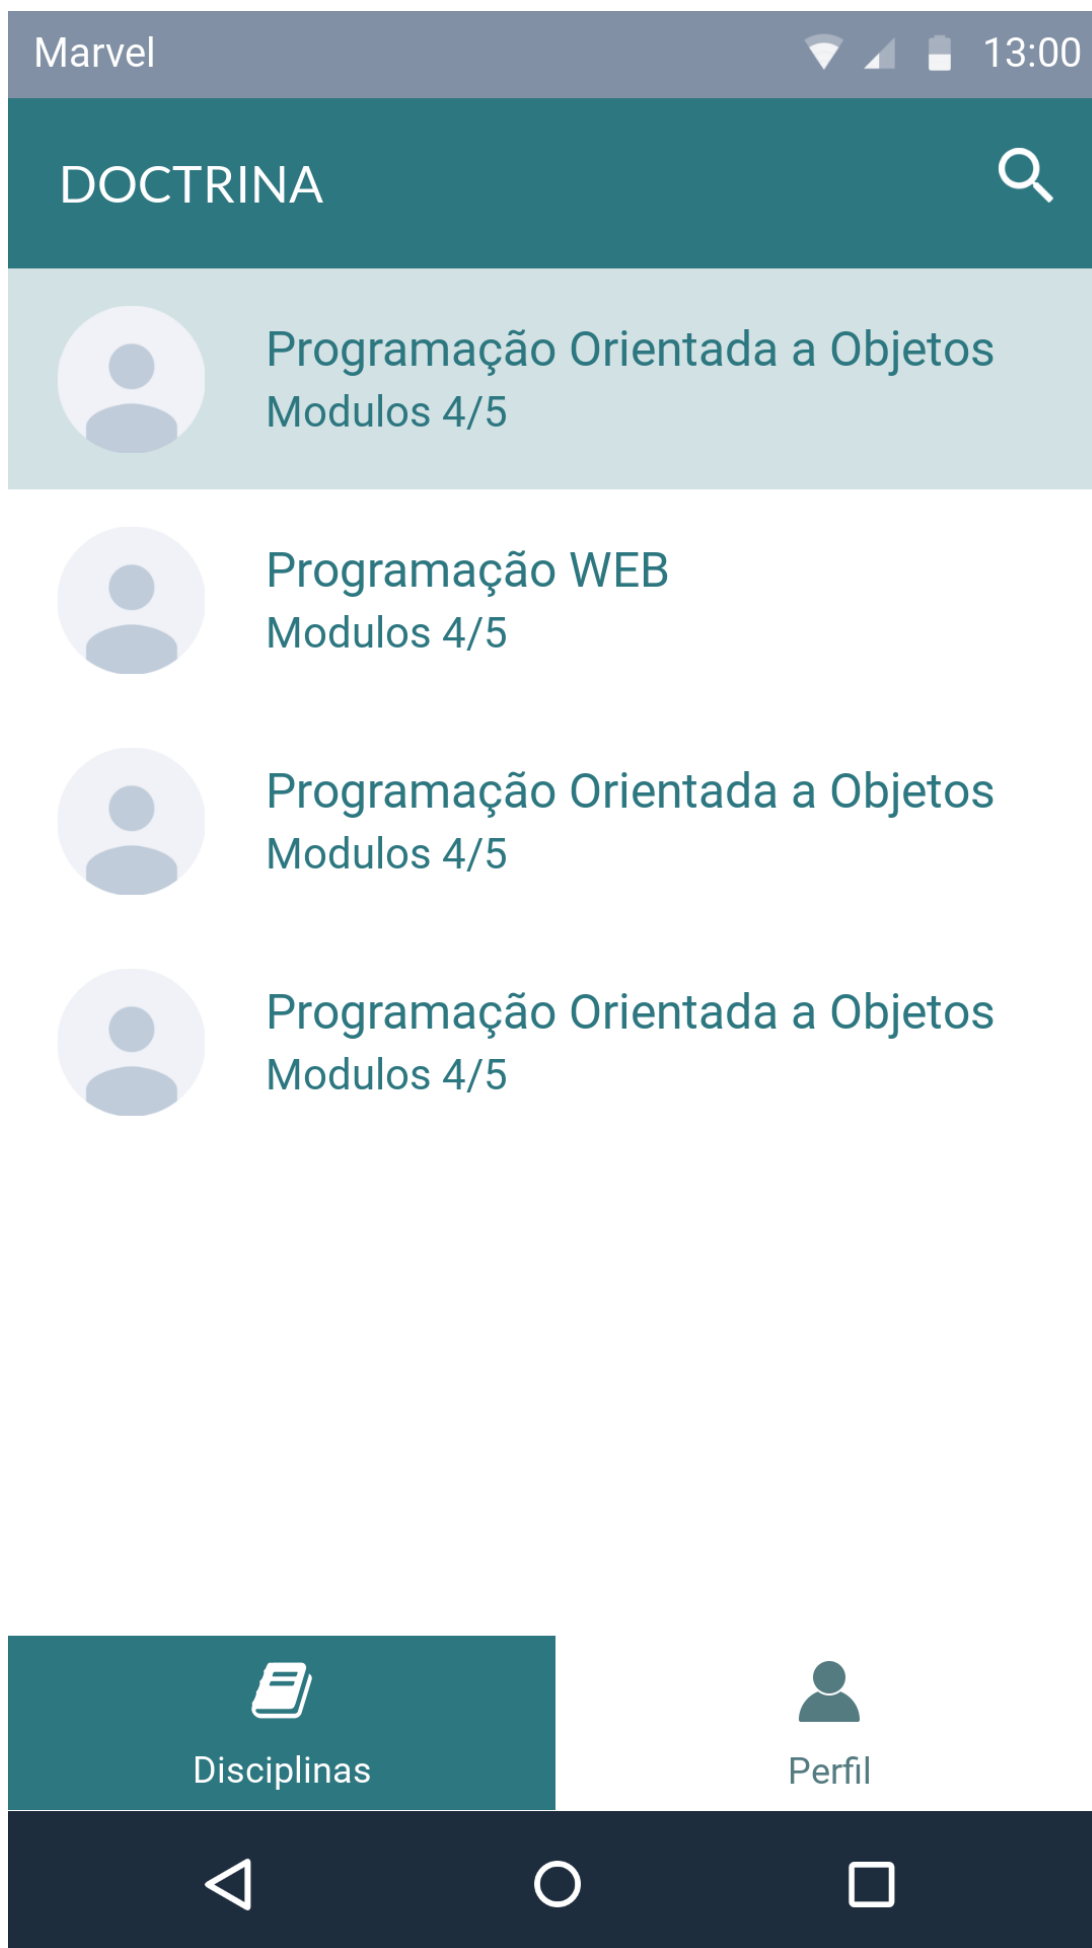 Marvel 13:00
DOCTRINA
Programação Orientada a Objetos
Modulos 4/5
Programação WEB
Modulos 4/5
Programação Orientada a Objetos
Modulos 4/5
Programação Orientada a Objetos
Modulos 4/5
Disciplinas Perfil